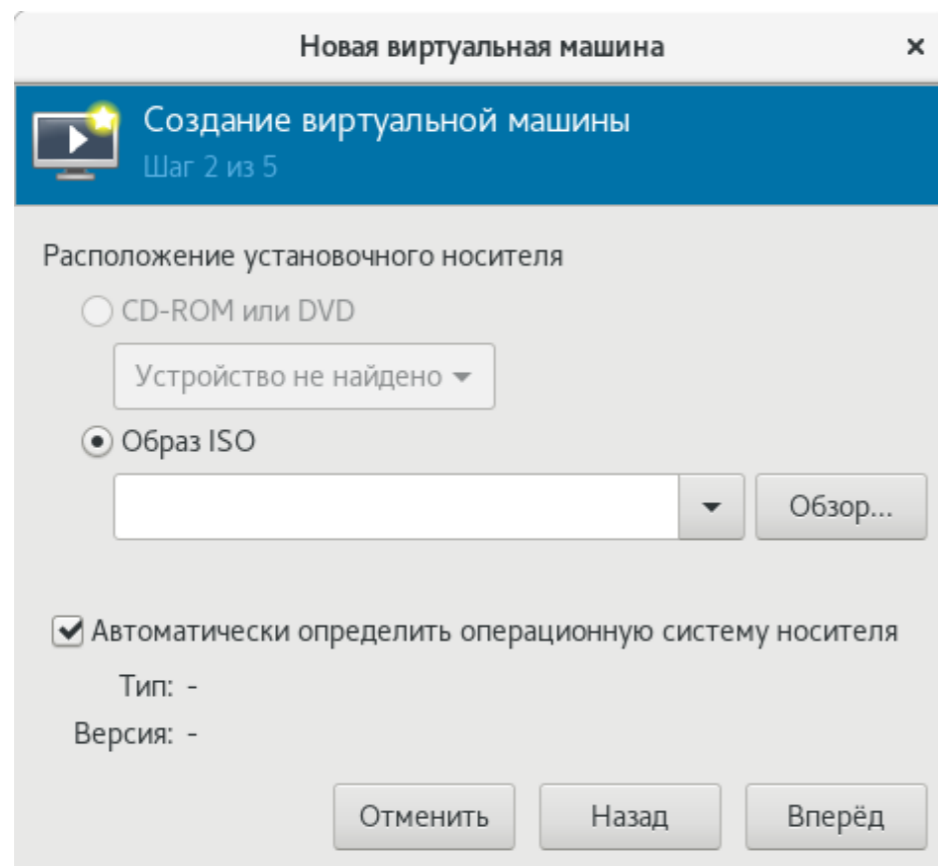 Новая виртуальная машина
Создание виртуальной машины
Шаг 2 из 5
Расположение установочного носителя
CD-ROM или DVD
Устройство не найдено
Образ ISO
Обзор...
Автоматически определить операционную систему носителя
Тип: -
Версия: -
Отменить Назад Вперёд